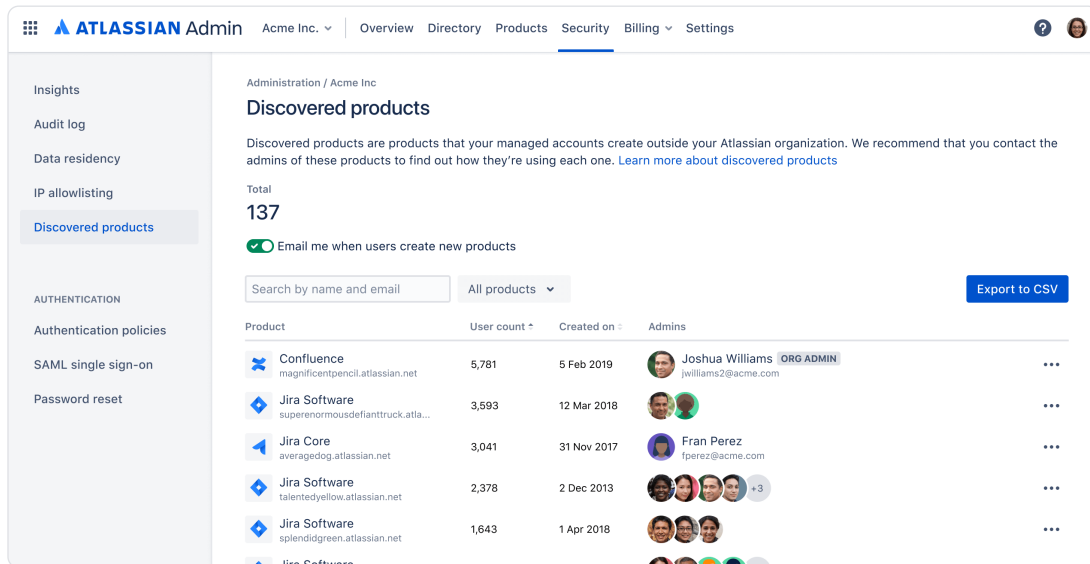 ATLASSIAN Admin Acme Inc. Overview Directory Products Security Billing Settings
Insights
Audit log
Data residency
IP allowlisting
Discovered products
AUTHENTICATION
Authentication policies
SAML single sign-on
Password reset
Administration / Acme Inc
Discovered products
Discovered products are products that your managed accounts create outside your Atlassian organization. We recommend that you contact the
admins of these products to find out how they’re using each one. Learn more about discovered products
Total
137
Email me when users create new products
Search by name and email All products Export to CSV
Product User count Created on Admins
Confluence
magnificentpencil.atlassian.net
5,781 5 Feb 2019
Joshua Williams ORG ADMIN
jwilliams2@acme.com
Jira Software
superenormousdefianttruck.atla...
3,593 12 Mar 2018
Jira Core
averagedog.atlassian.net
3,041 31 Nov 2017
Fran Perez
fperez@acme.com
Jira Software
talentedyellow.atlassian.net
2,378 2 Dec 2013 +3
Jira Software
splendidgreen.atlassian.net
1,643 1 Apr 2018
Jira Software